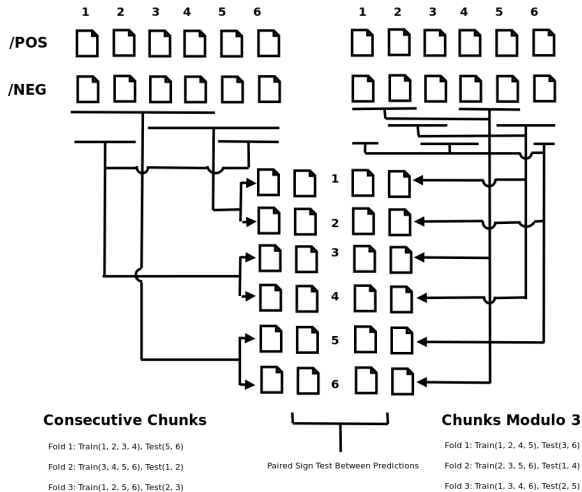 1 2 3 4 5 6 1 2 3 4 5 6
/POS
/NEG
1
2
3
4
5
6
Consecutive Chunks
Fold 1: Train(1, 2, 3, 4), Test(5, 6)
Fold 2: Train(3, 4, 5, 6), Test(1, 2)
Fold 3: Train(1, 2, 5, 6), Test(2, 3)
Paired Sign Test Between Predictions
Chunks Modulo 3
Fold 1: Train(1, 2, 4, 5), Test(3, 6)
Fold 2: Train(2, 3, 5, 6), Test(1, 4)
Fold 3: Train(1, 3, 4, 6), Test(2, 5)